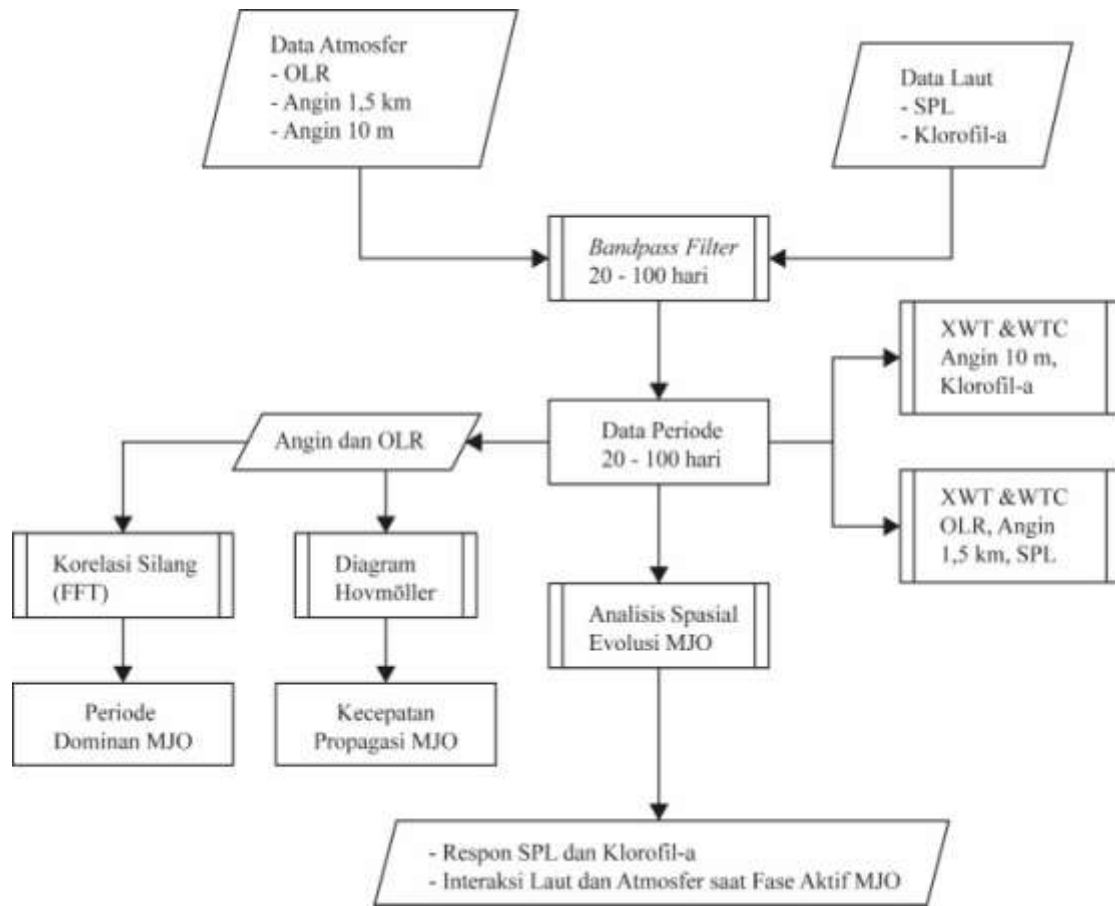 Data Atmosfer
- OLR
- Angin 1,5 km
- Angin 10 m
Data Laut
- SPL
- Klorofil-a
Bandpass Filter
20 - 100 hari
XWT &WTC
Angin 10 m,
Klorofil-a
Angin dan OLR
Data Periode
20 - 100 hari
XWT &WTC
OLR, Angin
1,5 km, SPL
Korelasi Silang
(FFT)
Diagram
Hovmöller
Analisis Spasial
Evolusi MJO
Periode
Dominan MJO
Kecepatan
Propagasi MJO
- Respon SPL dan Klorofil-a
- Interaksi Laut dan Atmosfer saat Fase Aktif MJO